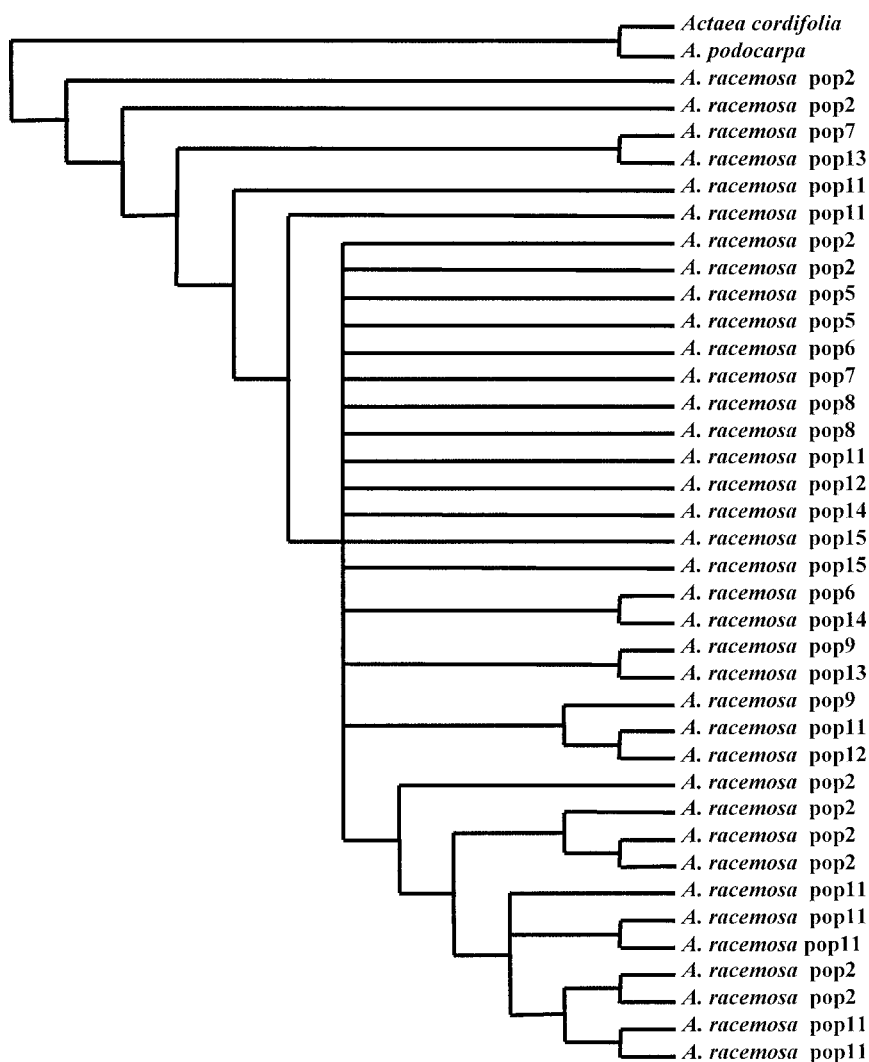 Actaea cordifolia
A. podocarpa
A. racemosa pop2
A. racemosa pop2
A. racemosa pop7
A. racemosa pop13
A. racemosa pop11
A. racemosa pop11
A. racemosa pop2
A. racemosa pop2
A. racemosa pop5
A. racemosa pop5
A. racemosa pop6
A. racemosa pop7
A. racemosa pop8
A. racemosa pop8
A. racemosa pop11
A. racemosa pop12
A. racemosa pop14
A. racemosa pop15
A. racemosa pop15
A. racemosa pop6
A. racemosa pop14
A. racemosa pop9
A. racemosa pop13
A. racemosa pop9
A. racemosa pop11
A. racemosa pop12
A. racemosa pop2
A. racemosa pop2
A. racemosa pop2
A. racemosa pop2
A. racemosa pop11
A. racemosa pop11
A. racemosa pop11
A. racemosa pop2
A. racemosa pop2
A. racemosa pop11
A. racemosa pop11